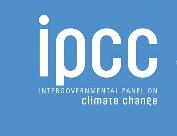 ipcc
INTERGOVERNMENTAL PANEL ON
climate change